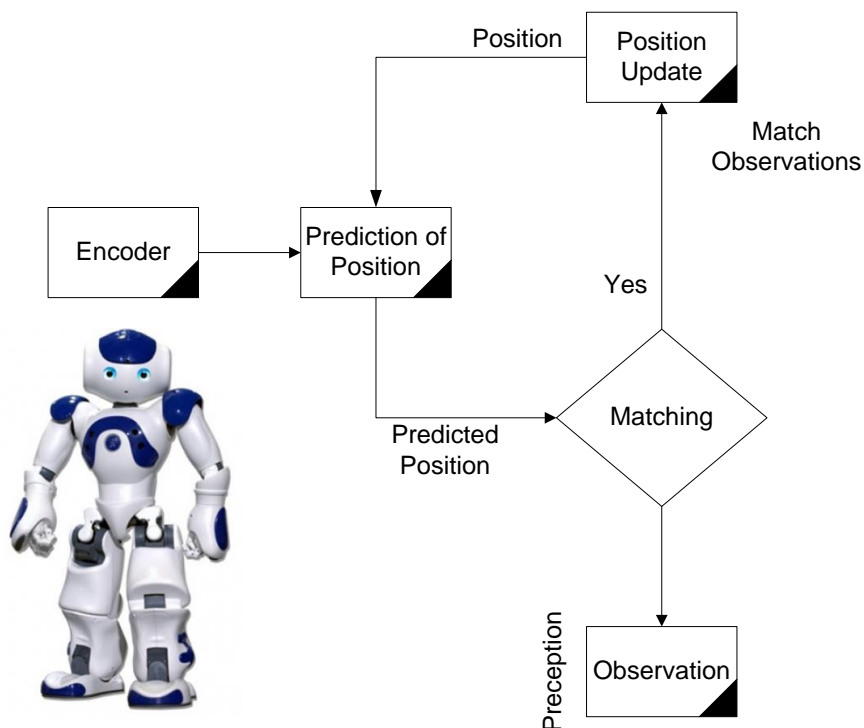 Position
Position
Update
Match
Observations
Encoder
Prediction of
Position
Yes
Predicted
Position
Matching
Preception
Observation